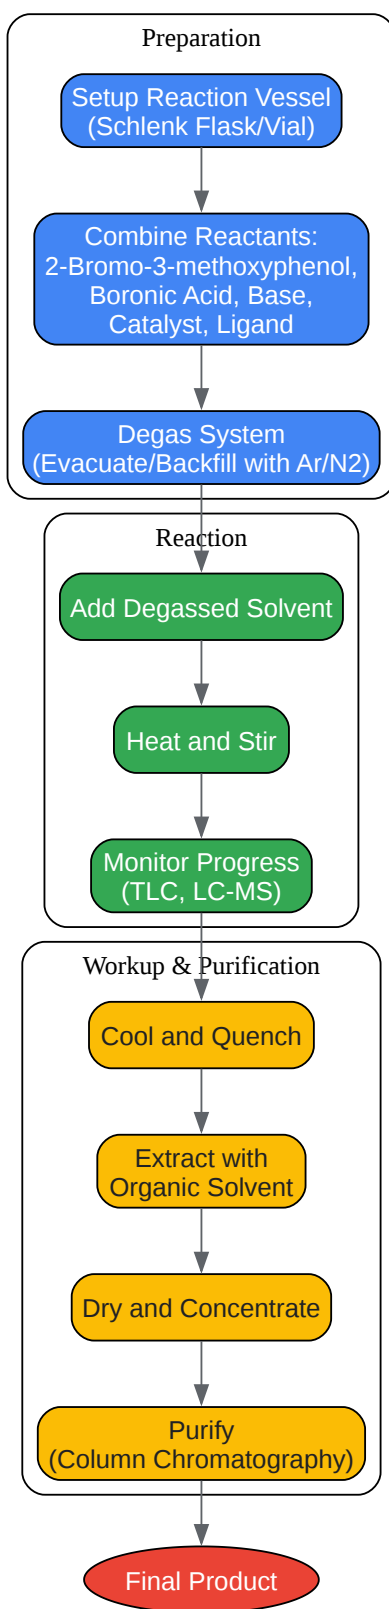 Preparation
Setup Reaction Vessel
(Schlenk Flask/Vial)
Combine Reactants:
2-Bromo-3-methoxyphenol,
Boronic Acid, Base,
Catalyst, Ligand
Degas System
(Evacuate/Backfill with Ar/N2)
Reaction
Add Degassed Solvent
Heat and Stir
Monitor Progress
(TLC, LC-MS)
Workup & Purification
Cool and Quench
Extract with
Organic Solvent
Dry and Concentrate
Purify
(Column Chromatography)
Final Product